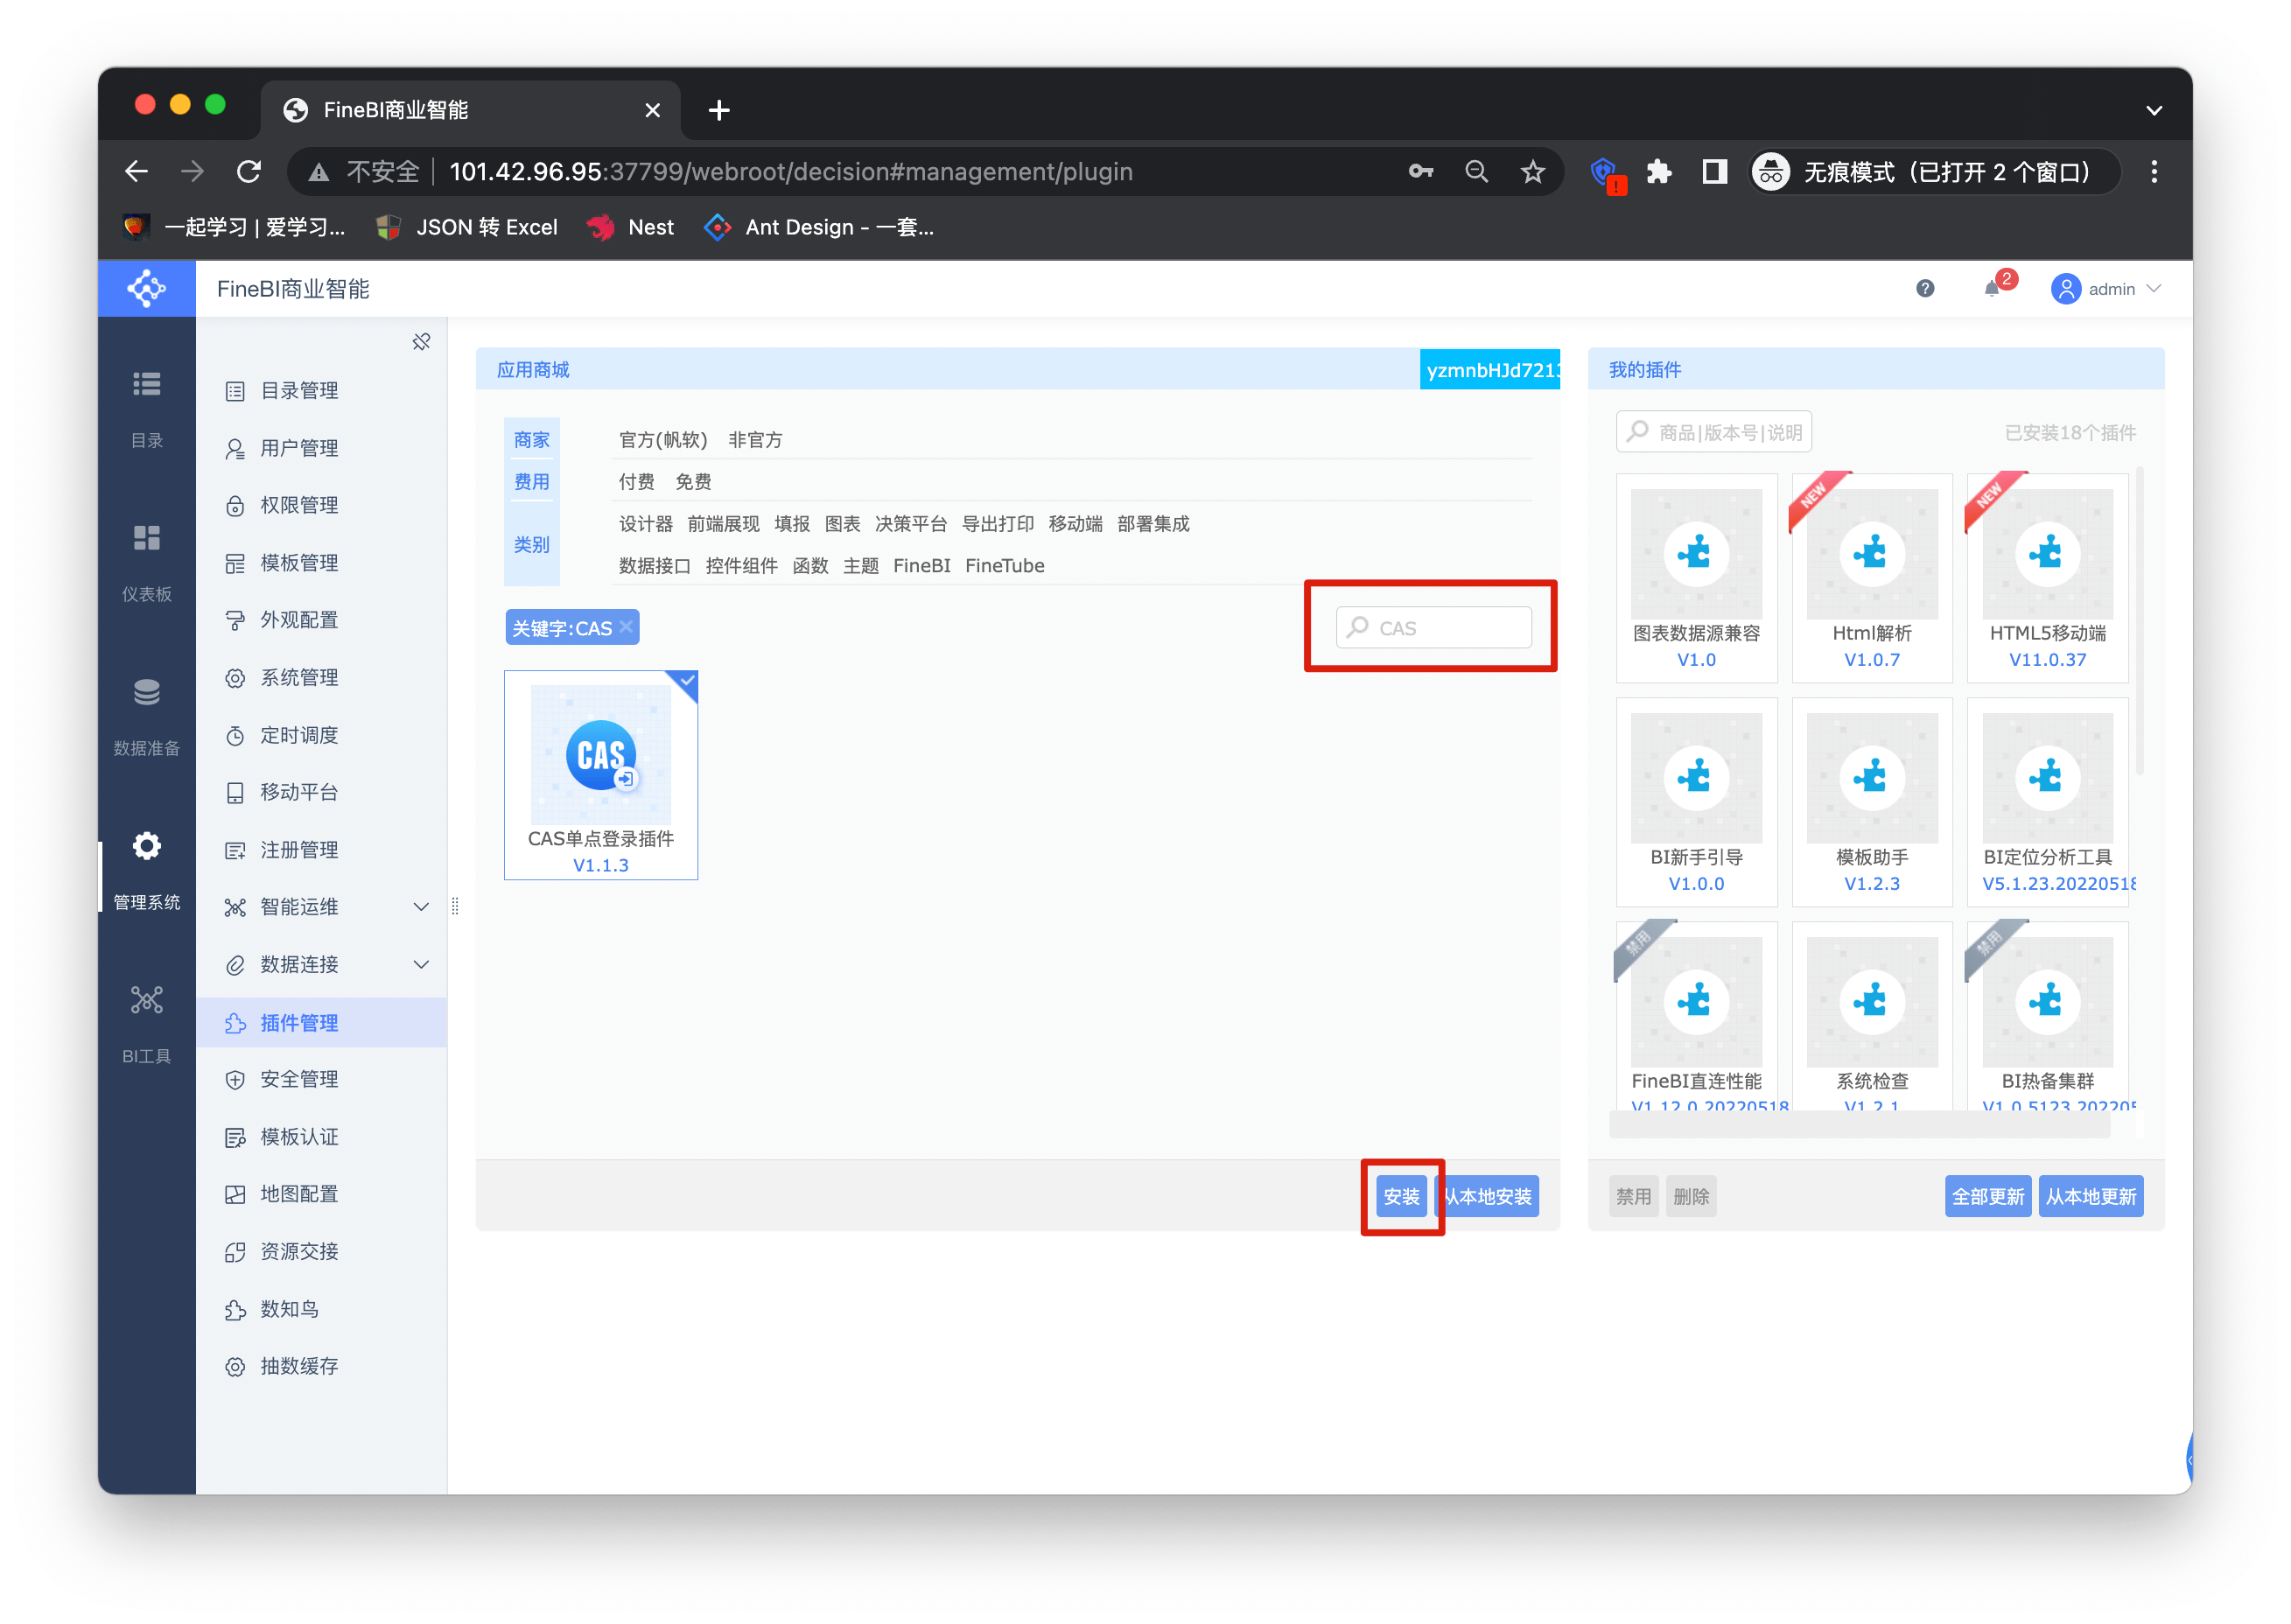 FineBI商业智能
不安全 101.42.96.95:37799/webroot/decision#management/plugin
无痕模式（已打开 2 个窗口）
一起学习 | 爱学习... JSON 转 Excel Nest Ant Design - 一套...
FineBI商业智能
2
admin
目录
仪表板
数据准备
管理系统
BI工具
目录管理
用户管理
权限管理
模板管理
外观配置
系统管理
定时调度
移动平台
注册管理
智能运维
数据连接
插件管理
安全管理
模板认证
地图配置
资源交接
数知鸟
抽数缓存
应用商城
yzmnbHJd7213
商家 官方(帆软) 非官方
费用 付费 免费
类别 设计器 前端展现 填报 图表 决策平台 导出打印 移动端 部署集成
数据接口 控件组件 函数 主题 FineBI FineTube
关键字:CAS
CAS
CAS
CAS单点登录插件
V1.1.3
安装 从本地安装
我的插件
商品|版本号|说明
已安装18个插件
图表数据源兼容
V1.0
NEW
Html解析
V1.0.7
NEW
HTML5移动端
V11.0.37
BI新手引导
V1.0.0
模板助手
V1.2.3
BI定位分析工具
V5.1.23.20220518
禁用
FineBI直连性能
V1.12.0.20220518
系统检查
V1.2.1
禁用
BI热备集群
V1.0.5123.202205
禁用 删除 全部更新 从本地更新